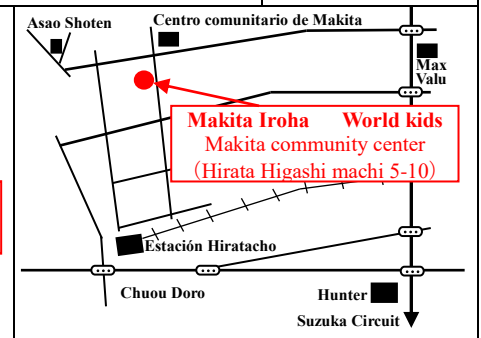 Asao Shoten
Centro comunitario de Makita
Max
Valu
Makita Iroha World kids
Makita community center
(Hirata Higashi machi 5-10)
Estación Hiratacho
Chuou Doro
Hunter
Suzuka Circuit